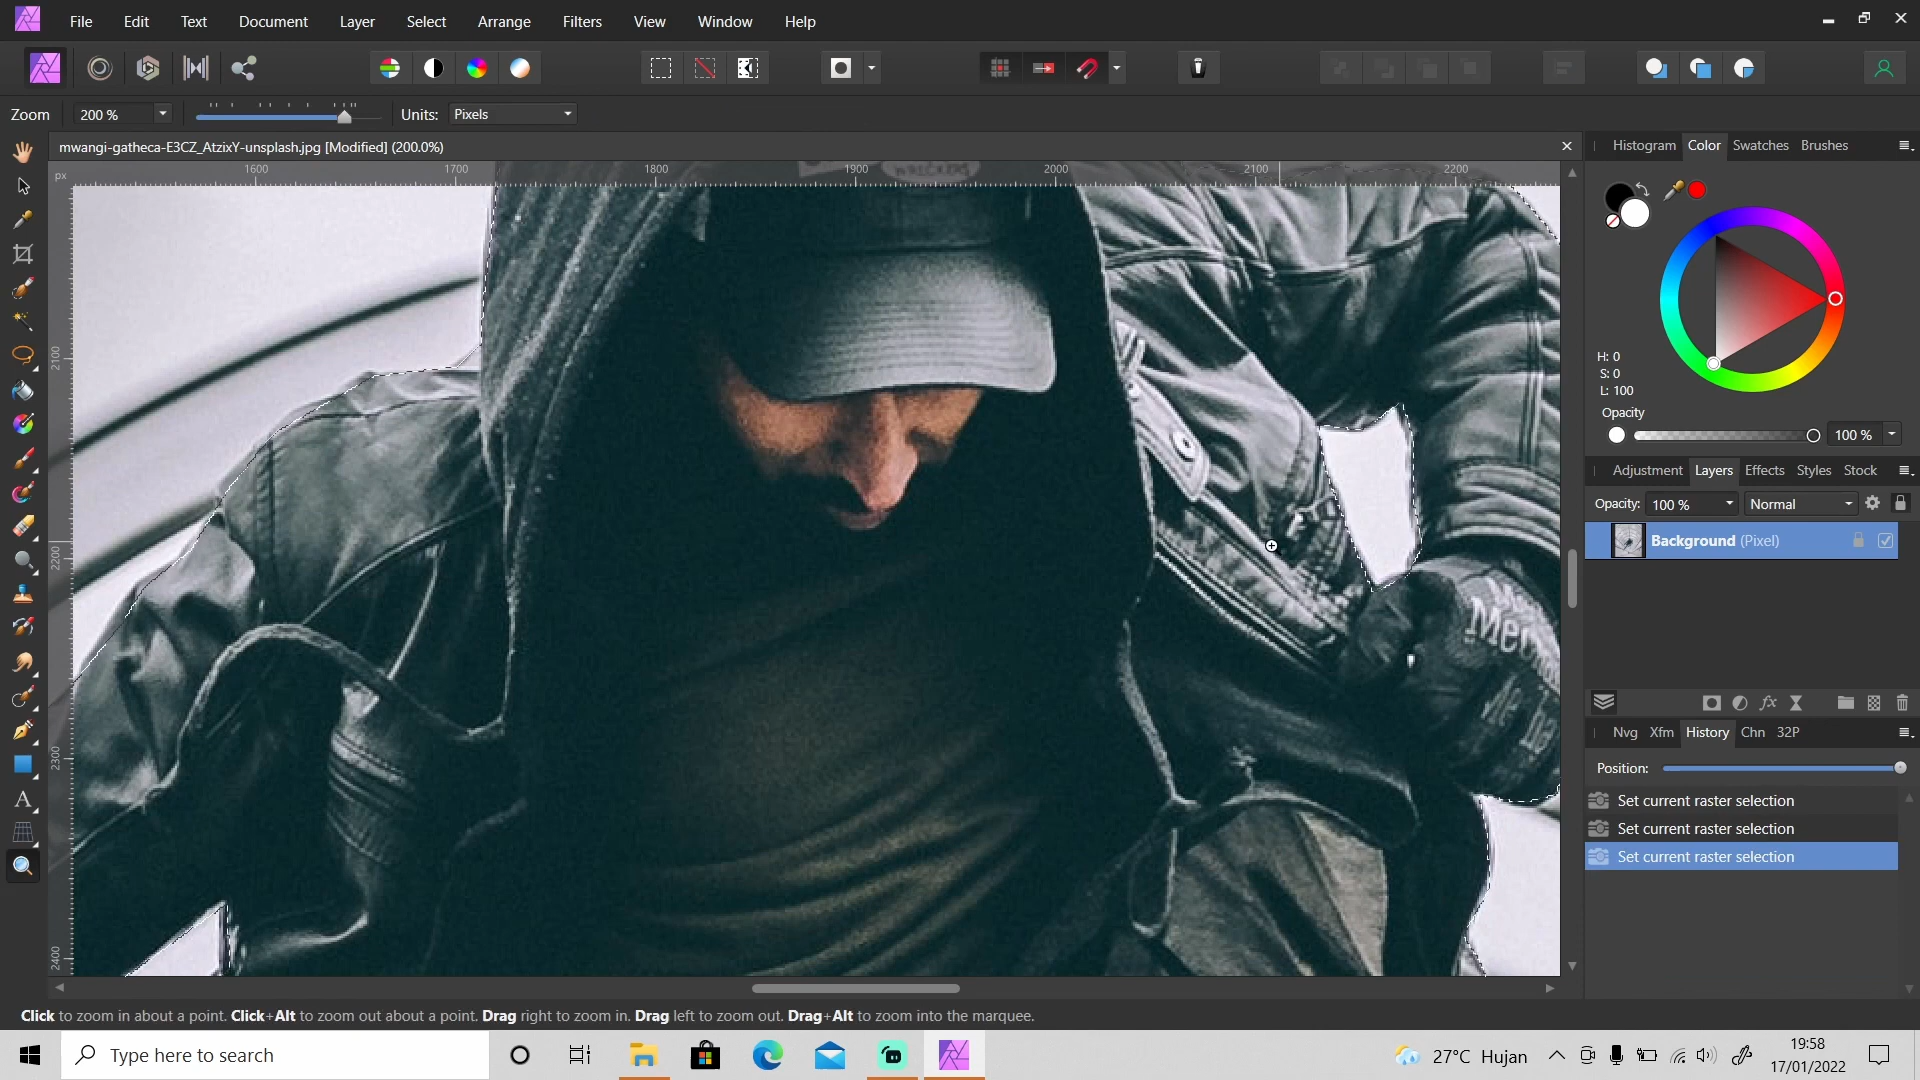 File Edit Text Document Layer Select Arrange Filters View Window Help
Zoom 200 % Units: Pixels
mwangi-gatheca-E3CZ_AtzixY-unsplash.jpg [Modified] (200.0%)
px 1600 1700 1800 1900 2000 2100 2200
2100
2200
2300
2400
Histogram Color Swatches Brushes
H: 0
S: 0
L: 100
Opacity
100 %
Adjustment Layers Effects Styles Stock
Opacity: 100 % Normal
Background (Pixel)
Nvg Xfm History Chn 32P
Position:
Set current raster selection
Set current raster selection
Set current raster selection
Click to zoom in about a point. Click+Alt to zoom out about a point. Drag right to zoom in. Drag left to zoom out. Drag+Alt to zoom into the marquee.
Type here to search
27°C Hujan
19:58
17/01/2022